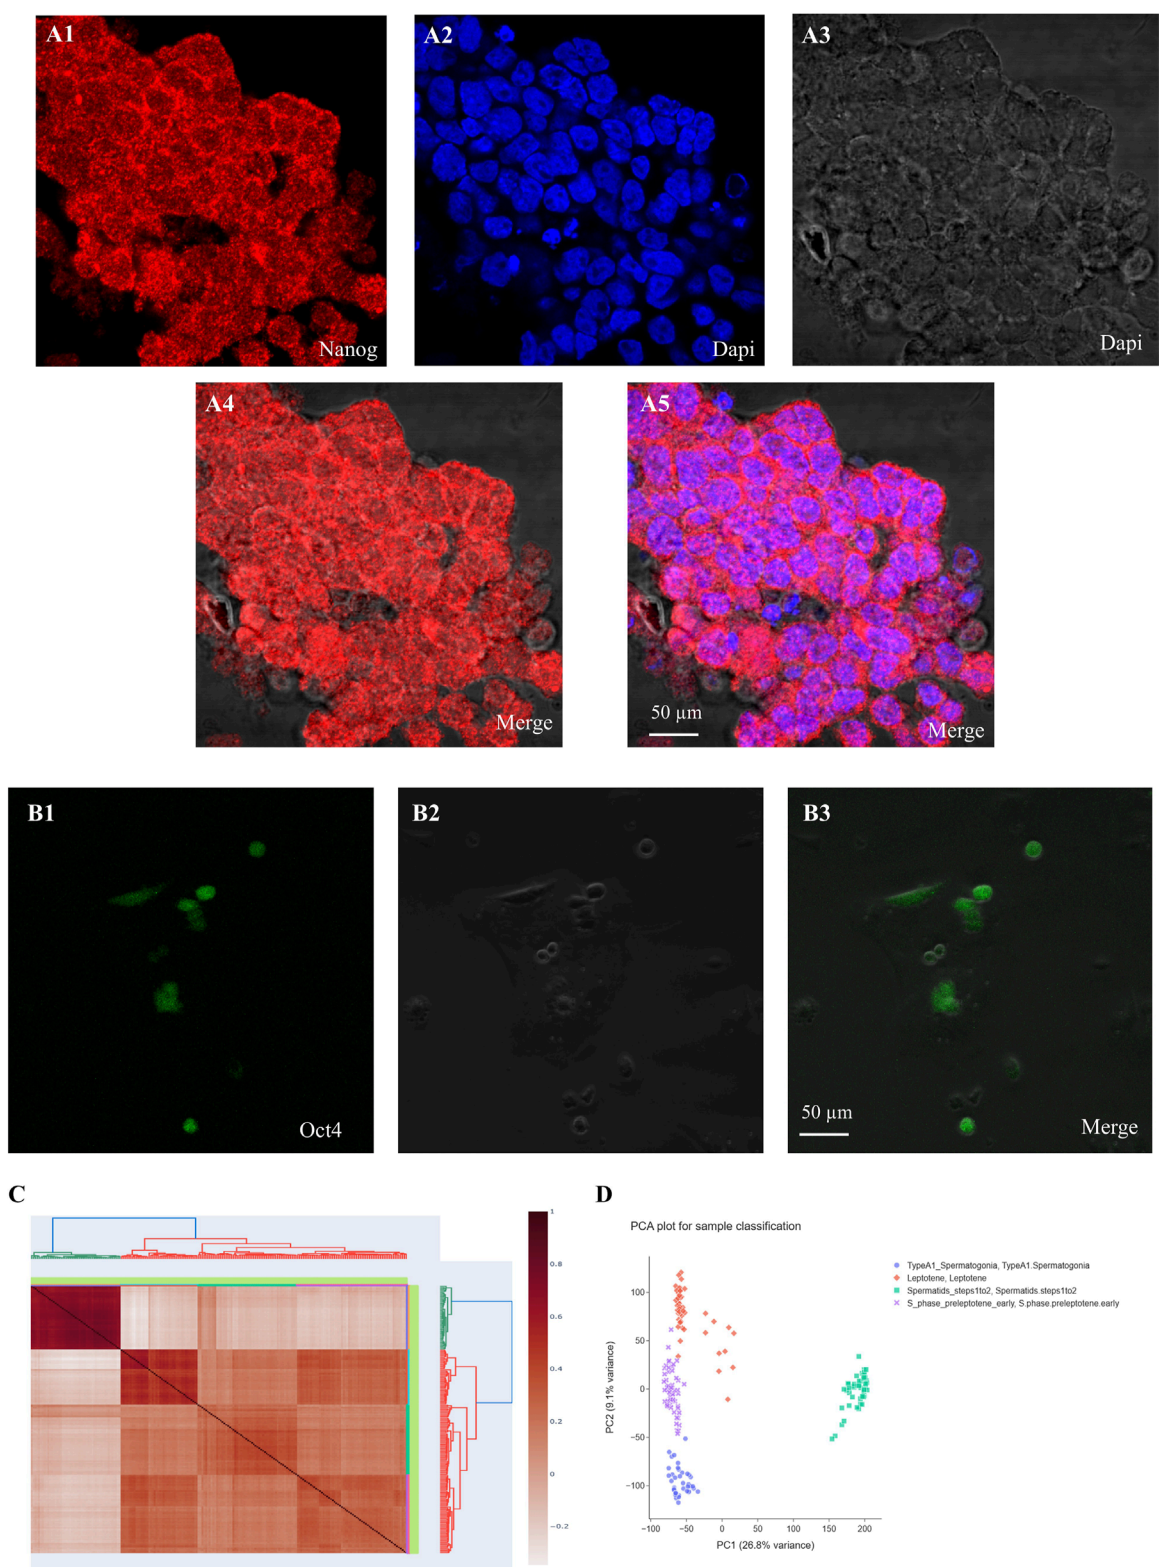 A1
Nanog
A2
Dapi
A3
Dapi
A4
Merge
A5
50 µm
Merge
B1
Oct4
B2
B3
50 µm
Merge
C
1
0.8
0.6
0.4
0.2
0
−0.2
D
PCA plot for sample classification
TypeA1_Spermatogonia, TypeA1.Spermatogonia
Leptotene, Leptotene
Spermatids_steps1to2, Spermatids.steps1to2
S_phase_preleptotene_early, S.phase.preleptotene.early
PC2 (9.1% variance)
100
50
0
−50
−100
−100
−50
0
50
100
150
200
PC1 (26.8% variance)